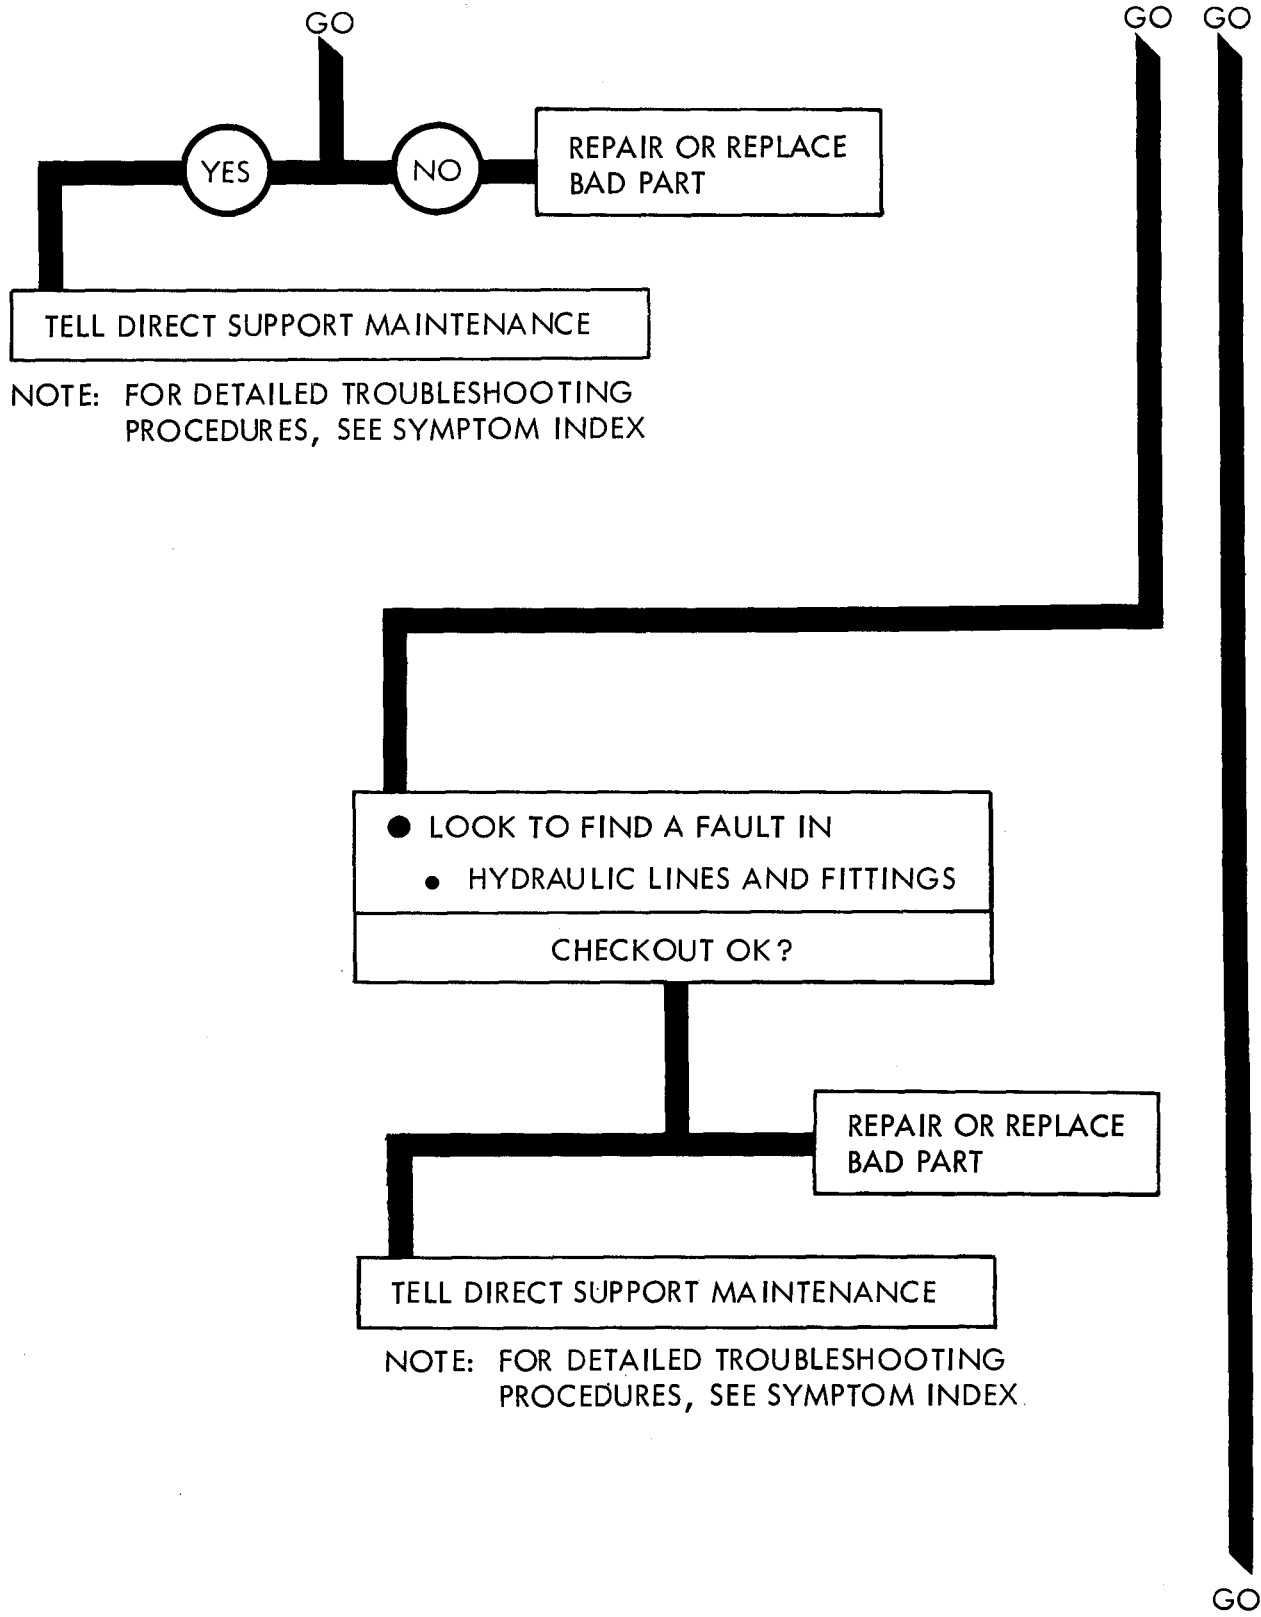 GO
GO GO
YES
NO
REPAIR OR REPLACE
BAD PART
TELL DIRECT SUPPORT MAINTENANCE
NOTE: FOR DETAILED TROUBLESHOOTING
PROCEDURES, SEE SYMPTOM INDEX
● LOOK TO FIND A FAULT IN
● HYDRAULIC LINES AND FITTINGS
CHECKOUT OK?
REPAIR OR REPLACE
BAD PART
TELL DIRECT SUPPORT MAINTENANCE
NOTE: FOR DETAILED TROUBLESHOOTING
PROCEDURES, SEE SYMPTOM INDEX
GO